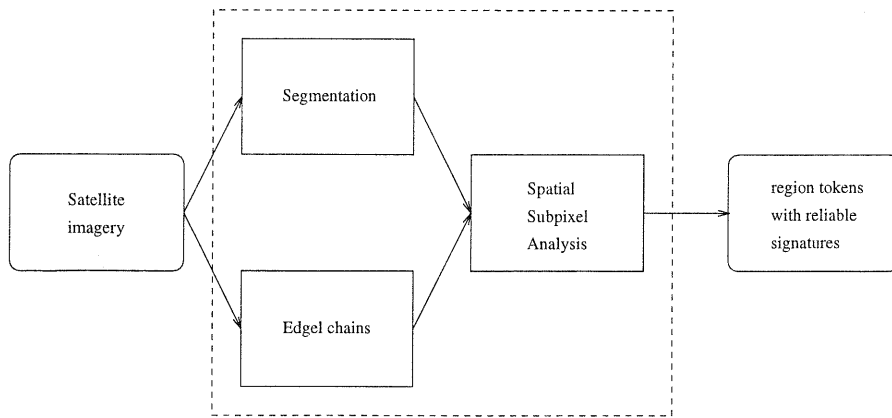 Segmentation
Satellite
imagery
Spatial
Subpixel
Analysis
region tokens
with reliable
signatures
Edgel chains